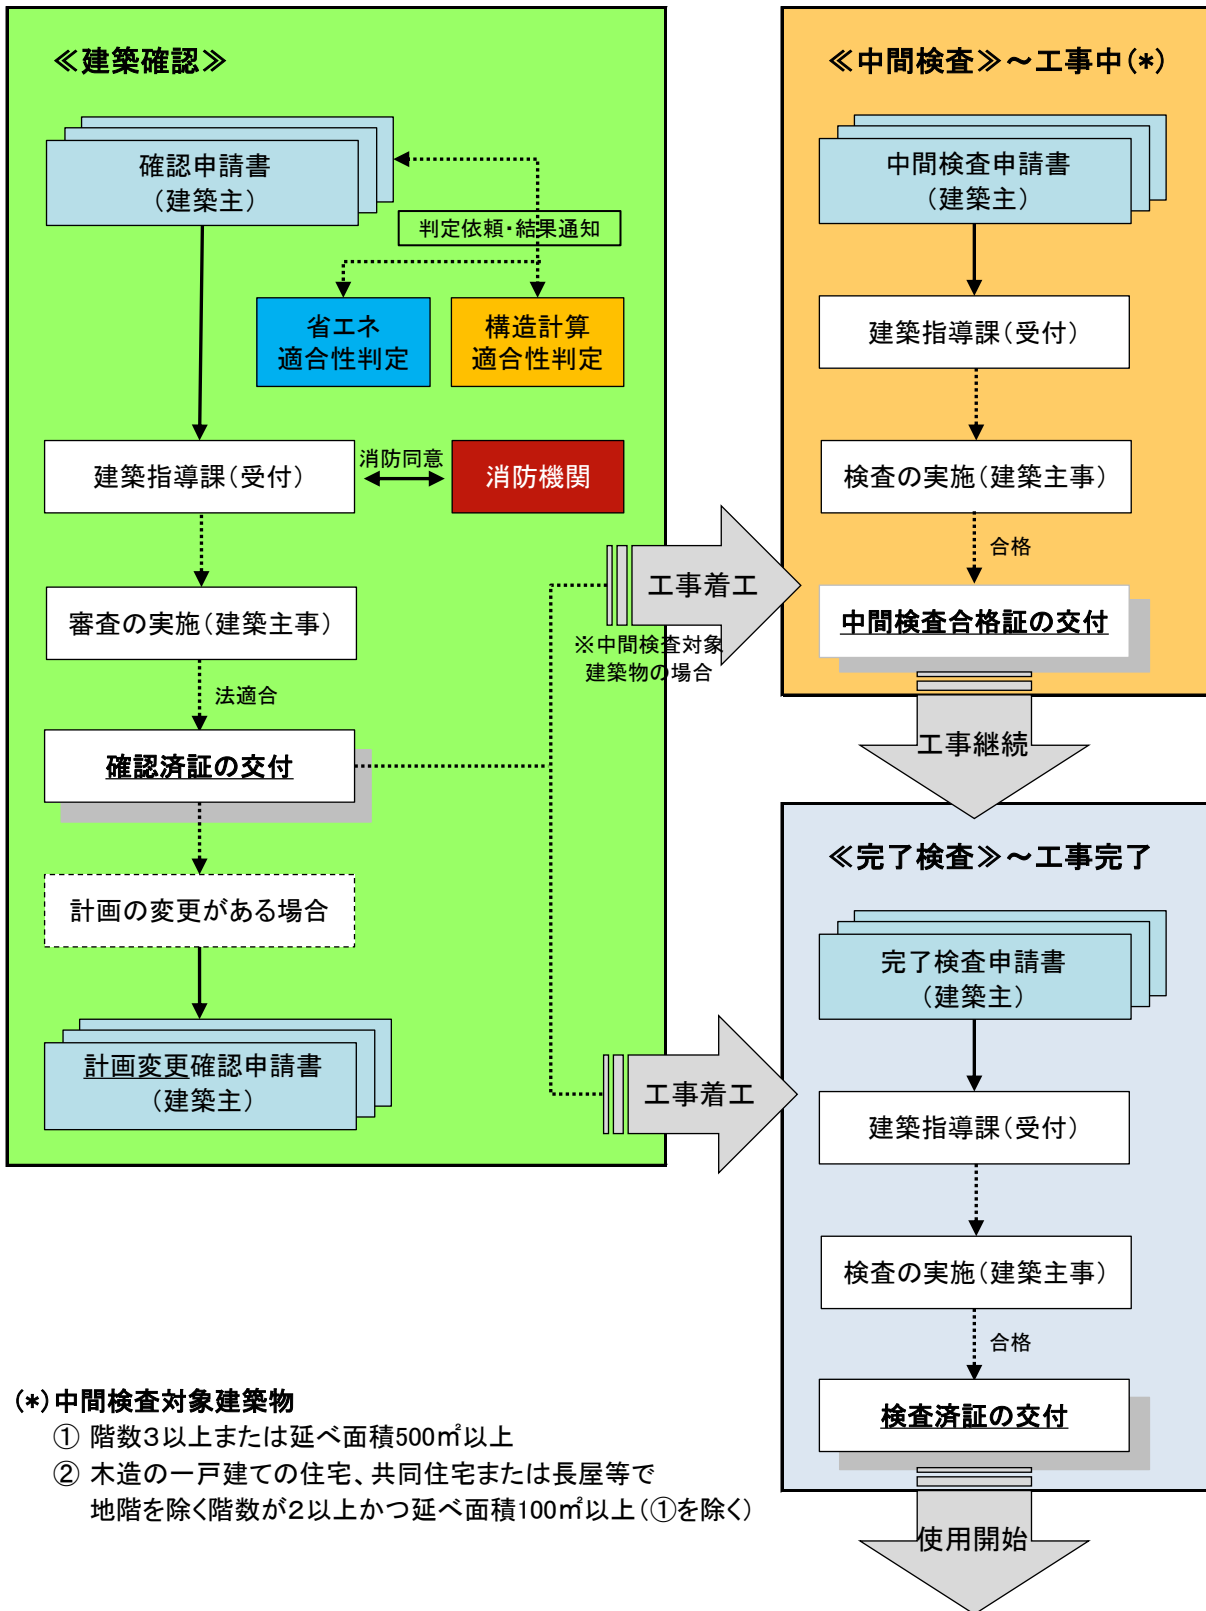 ≪建築確認≫
確認申請書
(建築主)
判定依頼・結果通知
省エネ
適合性判定
構造計算
適合性判定
建築指導課(受付)
消防同意
消防機関
審査の実施(建築主事)
法適合
確認済証の交付
計画の変更がある場合
計画変更確認申請書
(建築主)
工事着工
※中間検査対象
建築物の場合
工事着工
≪中間検査≫～工事中(*)
中間検査申請書
(建築主)
建築指導課(受付)
検査の実施(建築主事)
合格
中間検査合格証の交付
工事継続
≪完了検査≫～工事完了
完了検査申請書
(建築主)
建築指導課(受付)
検査の実施(建築主事)
合格
検査済証の交付
使用開始
(*)中間検査対象建築物
① 階数3以上または延べ面積500㎡以上
② 木造の一戸建ての住宅、共同住宅または長屋等で
地階を除く階数が2以上かつ延べ面積100㎡以上(①を除く)